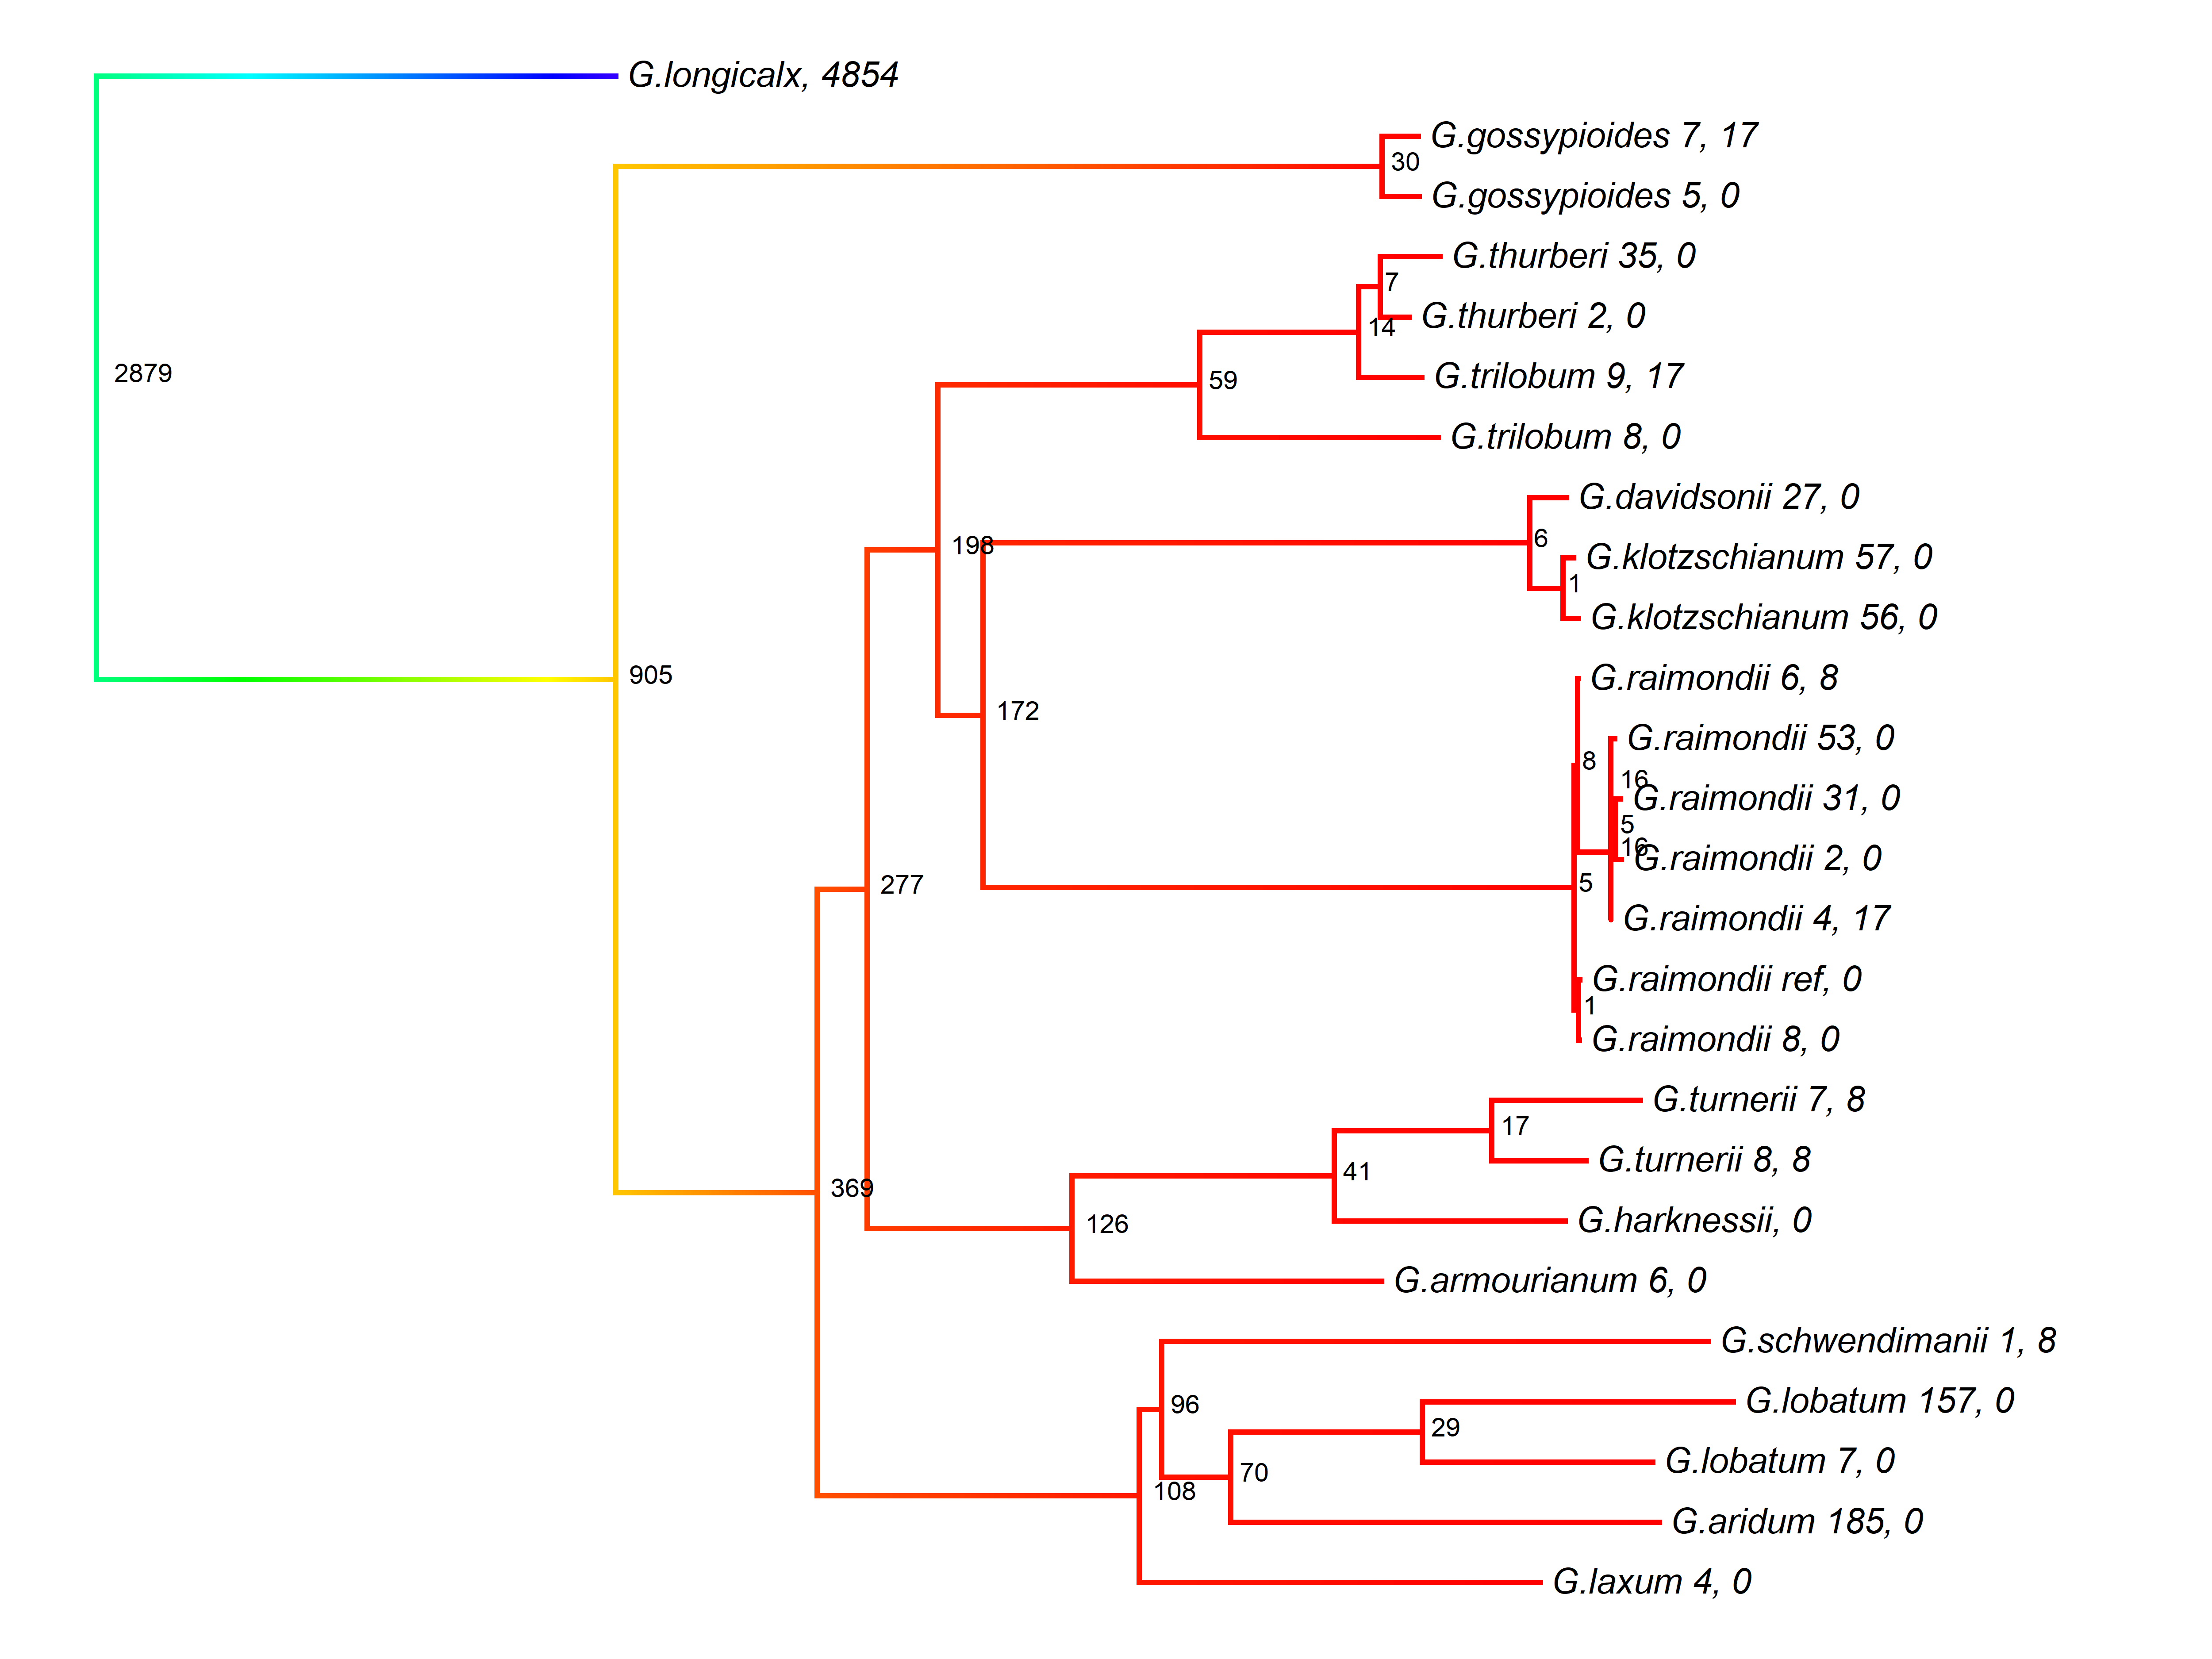 G.longicalx, 4854
G.gossypioides 7, 17
30
G.gossypioides 5, 0
G.thurberi 35, 0
7
G.thurberi 2, 0
14
2879
G.trilobum 9, 17
59
G.trilobum 8, 0
G.davidsonii 27, 0
6
198
G.klotzschianum 57, 0
1
G.klotzschianum 56, 0
905
G.raimondii 6, 8
172
G.raimondii 53, 0
8
16
G.raimondii 31, 0
5
16
G.raimondii 2, 0
277
5
G.raimondii 4, 17
G.raimondii ref, 0
1
G.raimondii 8, 0
G.turnerii 7, 8
17
G.turnerii 8, 8
41
369
G.harknessii, 0
126
G.armourianum 6, 0
G.schwendimanii 1, 8
96
G.lobatum 157, 0
29
G.lobatum 7, 0
70
108
G.aridum 185, 0
G.laxum 4, 0